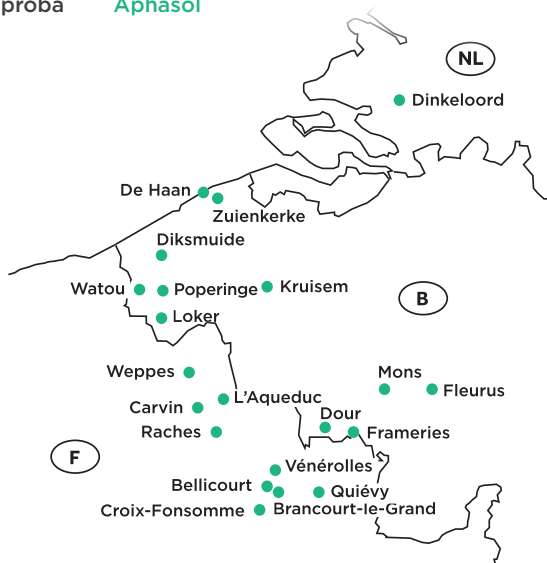 proba Aphasol
NL
Dinkeloord
De Haan
Zuienkerke
Diksmuide
Watou
Poperinge
Kruisem
B
Loker
Weppes
Mons
Fleurus
L'Aqueduc
Carvin
Dour
Raches
Frameries
F
Vénérolles
Bellicourt
Quiévy
Croix-Fonsomme
Brancourt-le-Grand